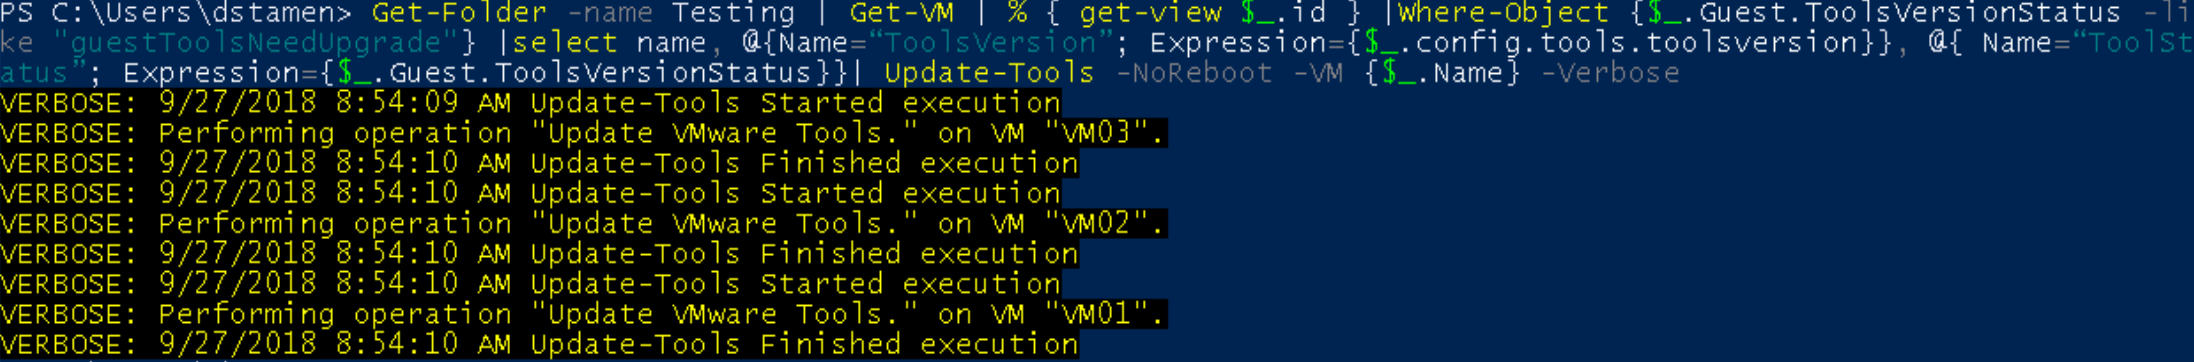 PS C:\Users\dstamen> Get-Folder -name Testing | Get-VM | % { get-view $_.id } |Where-Object {$_.Guest.ToolsVersionStatus -li
ke "guestToolsNeedUpgrade"} |select name, @{Name=“ToolsVersion”; Expression={$_.config.tools.toolsversion}}, @{ Name=“ToolSt
atus”; Expression={$_.Guest.ToolsVersionStatus}}| Update-Tools -NoReboot -VM {$_.Name} -Verbose
VERBOSE: 9/27/2018 8:54:09 AM Update-Tools Started execution
VERBOSE: Performing operation "Update VMware Tools." on VM "VM03".
VERBOSE: 9/27/2018 8:54:10 AM Update-Tools Finished execution
VERBOSE: 9/27/2018 8:54:10 AM Update-Tools Started execution
VERBOSE: Performing operation "Update VMware Tools." on VM "VM02".
VERBOSE: 9/27/2018 8:54:10 AM Update-Tools Finished execution
VERBOSE: 9/27/2018 8:54:10 AM Update-Tools Started execution
VERBOSE: Performing operation "Update VMware Tools." on VM "VM01".
VERBOSE: 9/27/2018 8:54:10 AM Update-Tools Finished execution